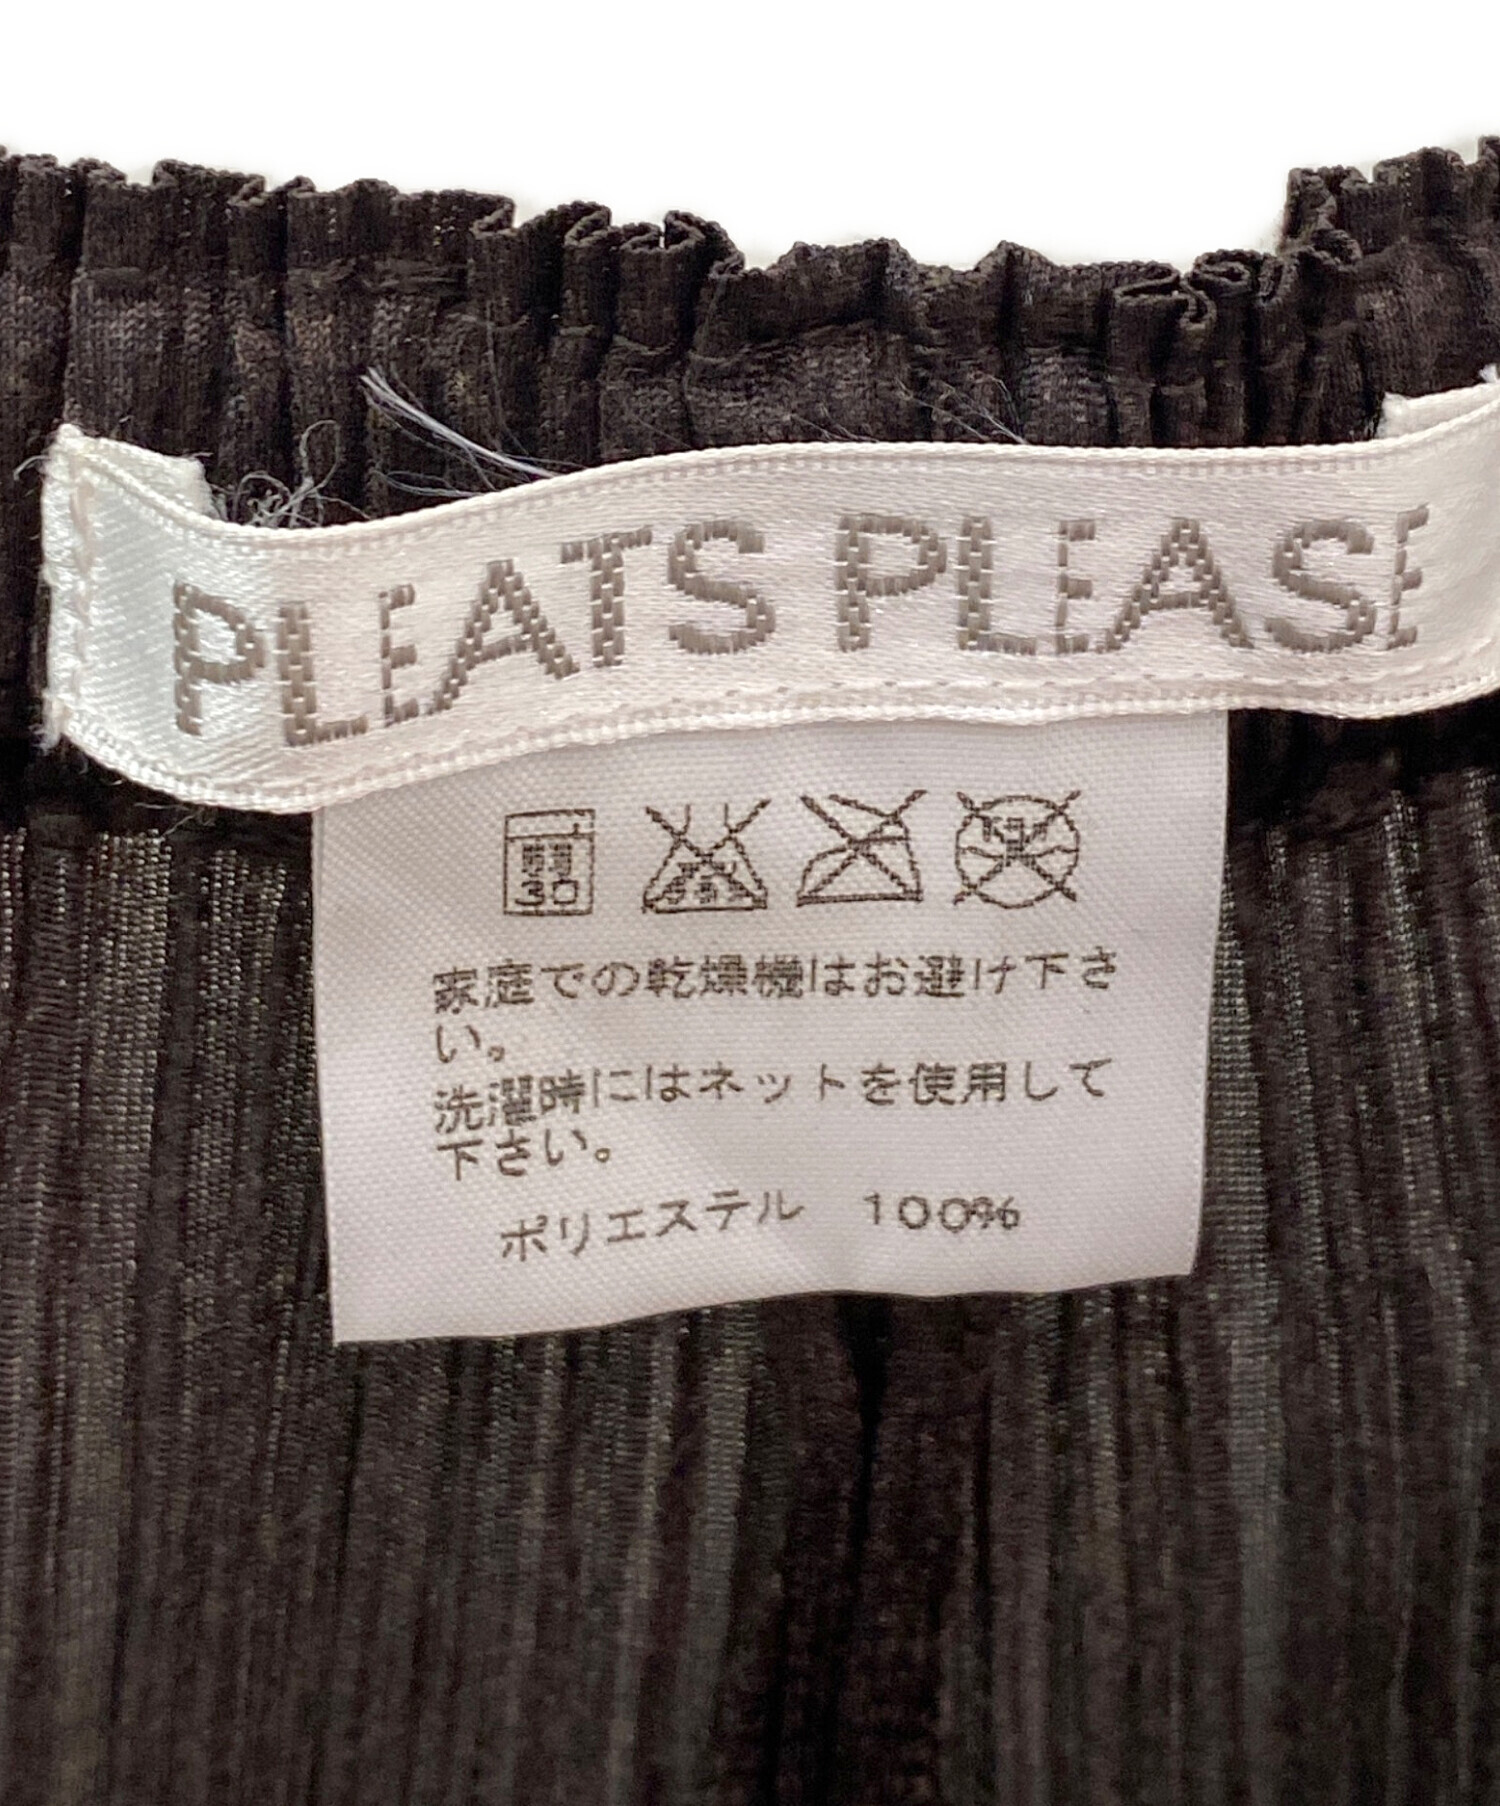 PLEATS PLEASE
30
家庭での乾燥機はお避け下さ
い。
洗濯時にはネットを使用して
下さい。
ポリエステル 100%